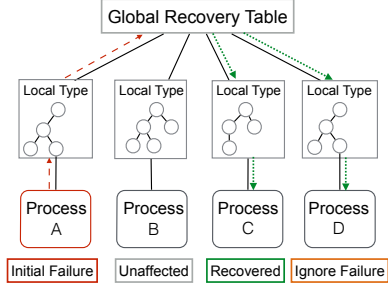 Global Recovery Table
Local Type
Local Type
Local Type
Local Type
Process
A
Process
B
Process
C
Process
D
Initial Failure
Unaffected
Recovered
Ignore Failure